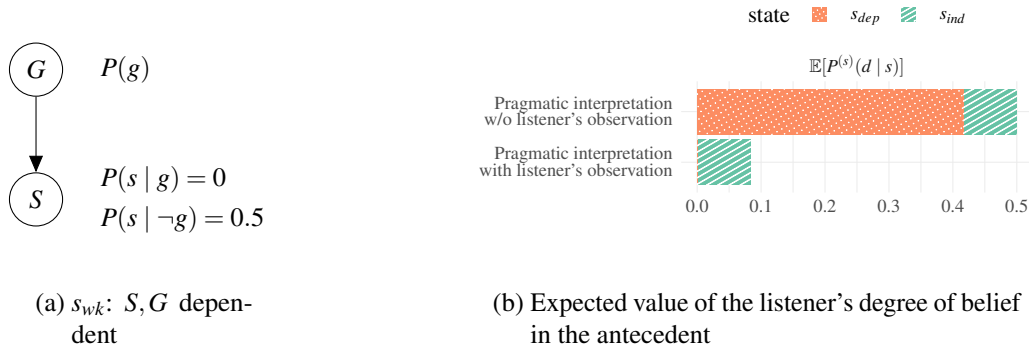 state s_dep s_ind
G P(g)
𝔼[P^(s)(d | s)]
Pragmatic interpretation
w/o listener's observation
Pragmatic interpretation
with listener's observation
S P(s | g) = 0
P(s | ¬g) = 0.5
0.0 0.1 0.2 0.3 0.4 0.5
(a) s_wk: S,G depen-
dent
(b) Expected value of the listener's degree of belief
in the antecedent